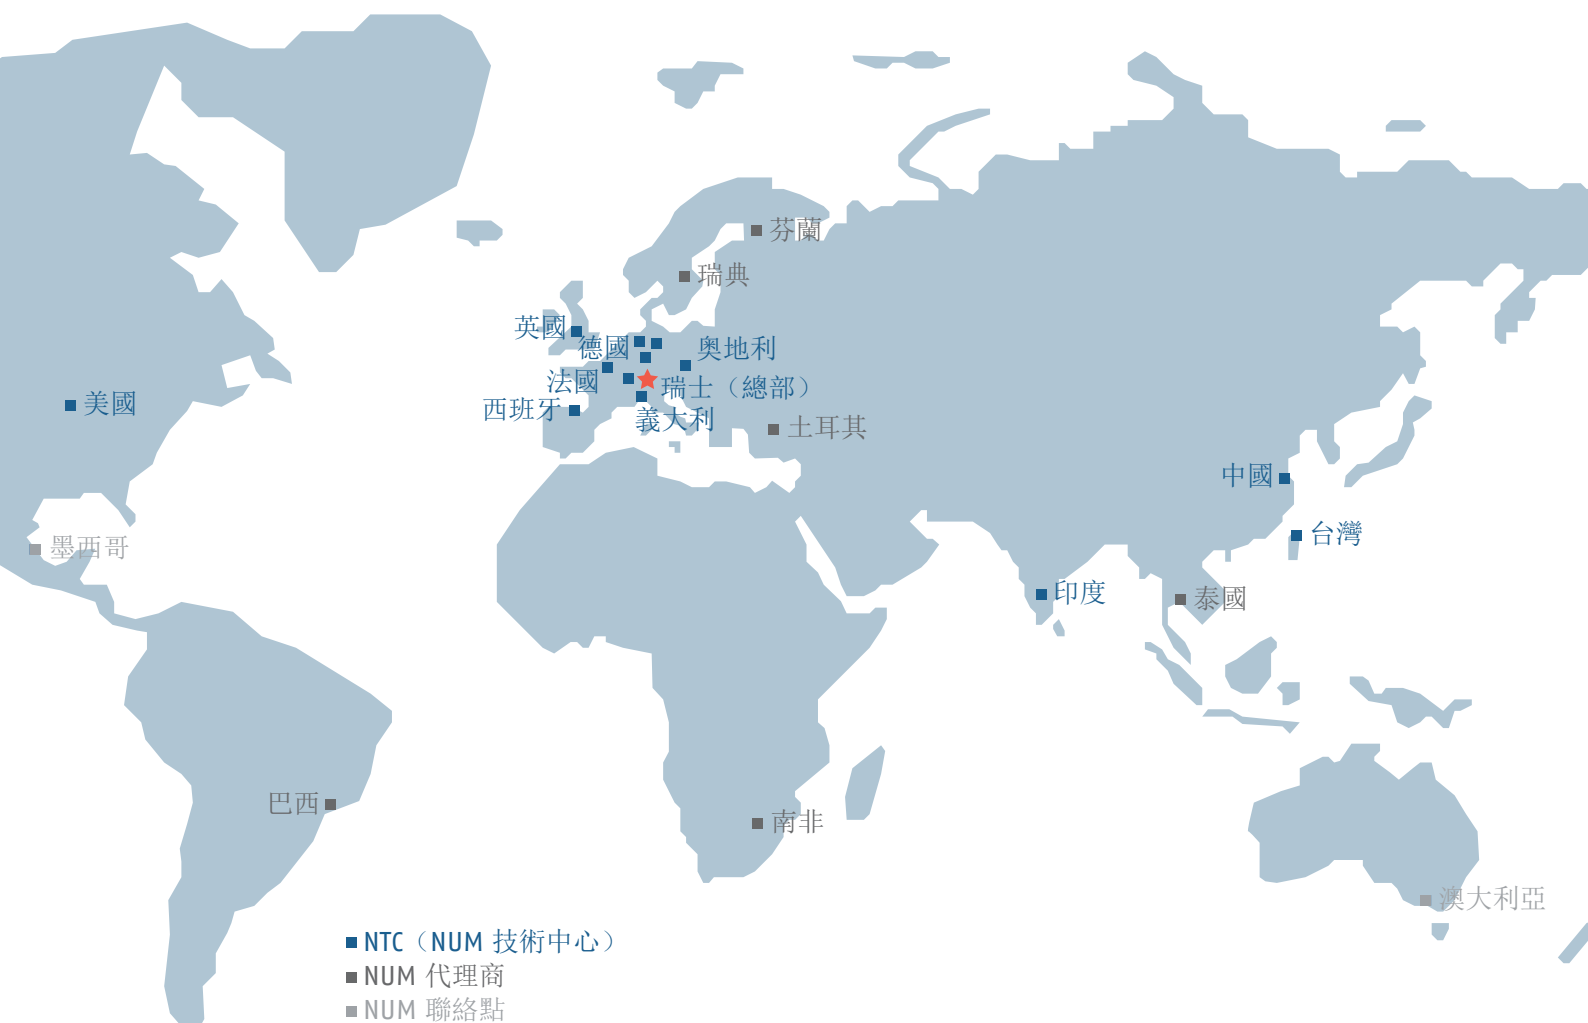 芬蘭
瑞典
英國
德國
奧地利
法國
瑞士（總部）
美國
西班牙
義大利
土耳其
中國
台灣
墨西哥
印度
泰國
巴西
南非
澳大利亞
NTC（NUM 技術中心）
NUM 代理商
NUM 聯絡點